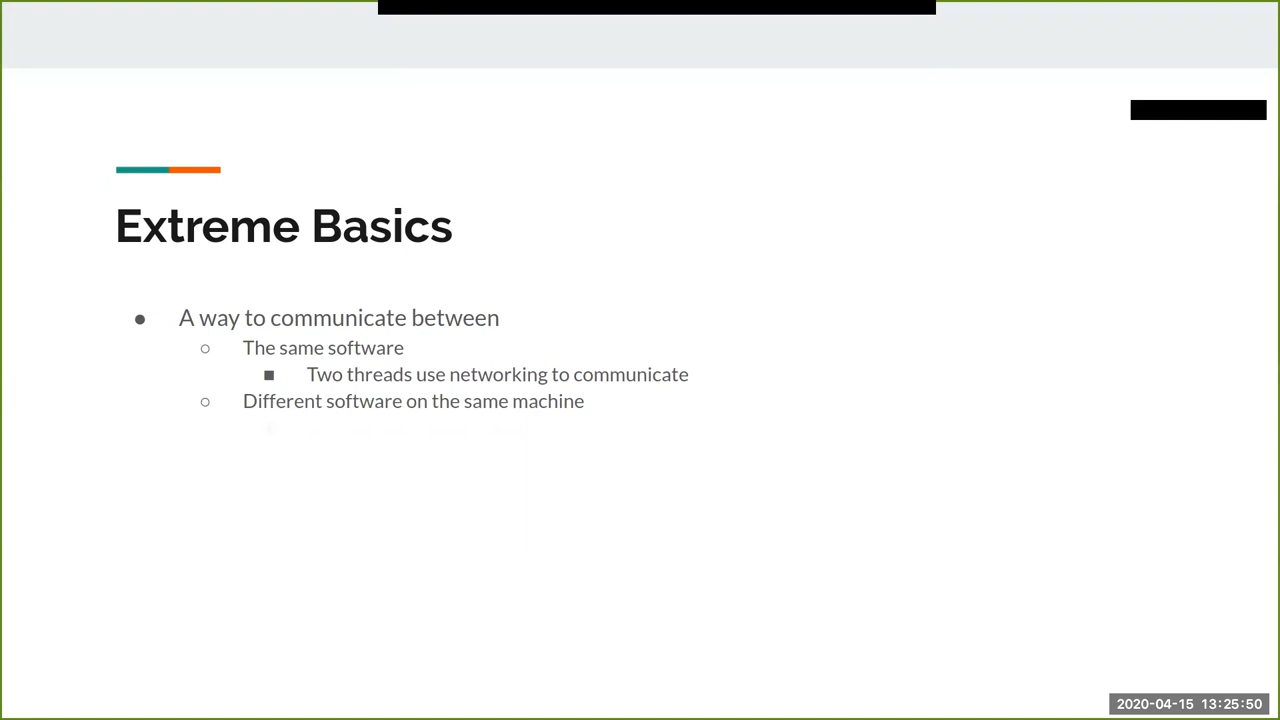 Extreme Basics
● A way to communicate between
○ The same software
■ Two threads use networking to communicate
○ Different software on the same machine
2020-04-15 13:25:50